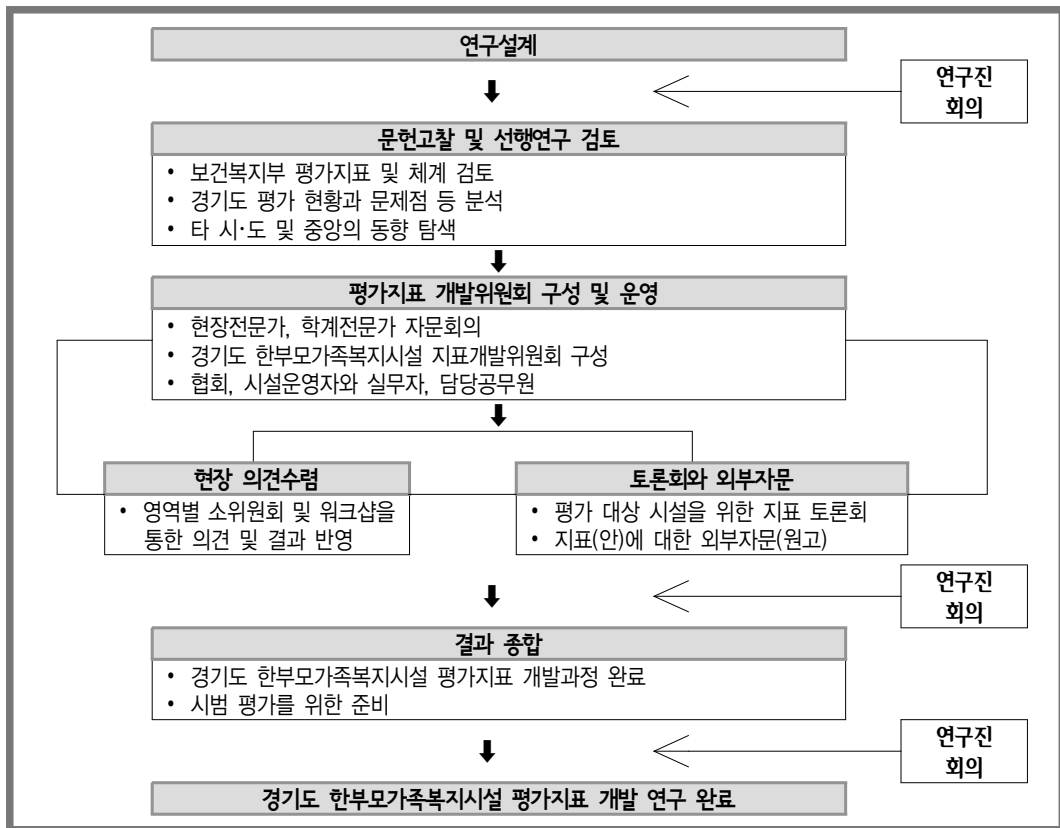 연구설계
연구진
회의
문헌고찰 및 선행연구 검토
• 보건복지부 평가지표 및 체계 검토
• 경기도 평가 현황과 문제점 등 분석
• 타 시·도 및 중앙의 동향 탐색
평가지표 개발위원회 구성 및 운영
• 현장전문가, 학계전문가 자문회의
• 경기도 한부모가족복지시설 지표개발위원회 구성
• 협회, 시설운영자와 실무자, 담당공무원
현장 의견수렴
• 영역별 소위원회 및 워크샵을
통한 의견 및 결과 반영
토론회와 외부자문
• 평가 대상 시설을 위한 지표 토론회
• 지표(안)에 대한 외부자문(원고)
연구진
회의
결과 종합
• 경기도 한부모가족복지시설 평가지표 개발과정 완료
• 시범 평가를 위한 준비
연구진
회의
경기도 한부모가족복지시설 평가지표 개발 연구 완료